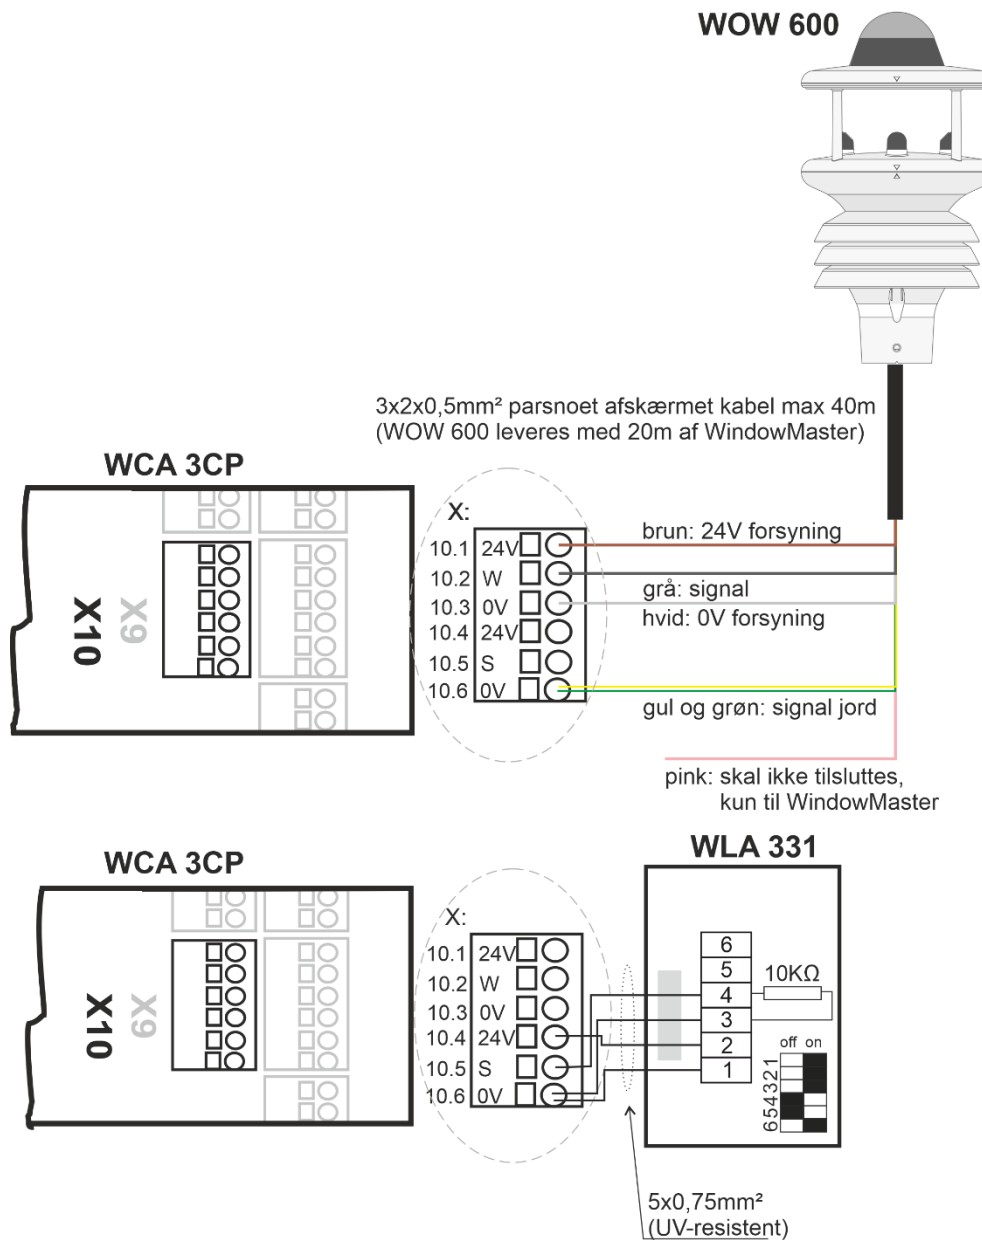 WOW 600
3x2x0,5mm² parsnoet afskærmet kabel max 40m
(WOW 600 leveres med 20m af WindowMaster)
WCA 3CP
X10
X9
X:
10.1 24V
10.2 W
10.3 0V
10.4 24V
10.5 S
10.6 0V
brun: 24V forsyning
grå: signal
hvid: 0V forsyning
gul og grøn: signal jord
pink: skal ikke tilsluttes,
kun til WindowMaster
WCA 3CP
X10
X9
X:
10.1 24V
10.2 W
10.3 0V
10.4 24V
10.5 S
10.6 0V
WLA 331
6
5
4
3
2
1
10KΩ
off on
654321
5x0,75mm²
(UV-resistent)